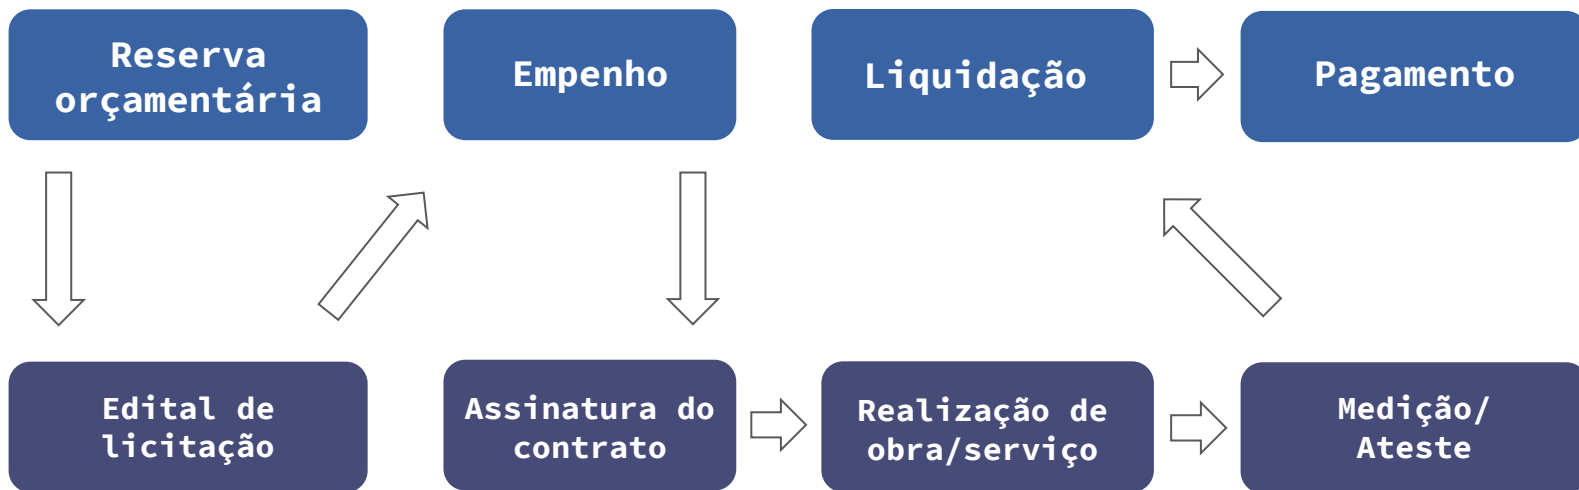 Reserva
orçamentária
Empenho
Liquidação
Pagamento
Edital de
licitação
Assinatura do
contrato
Realização de
obra/serviço
Medição/
Ateste